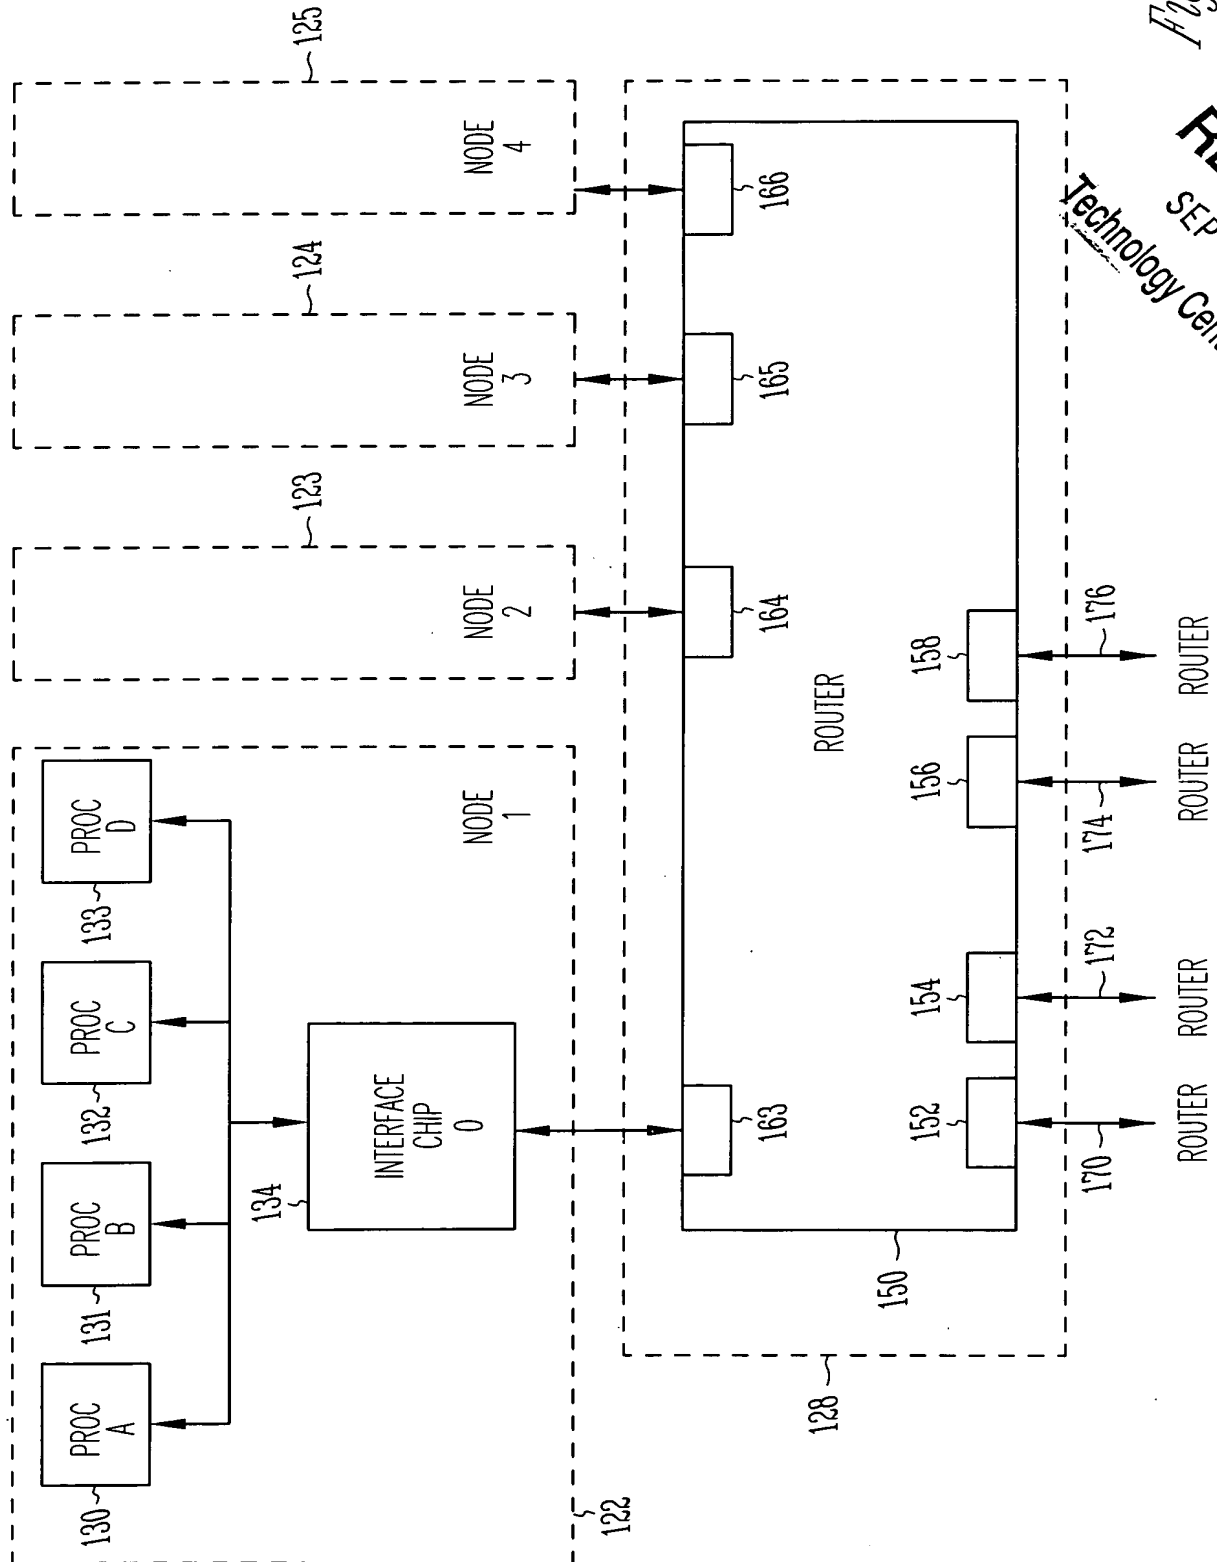 PROC
A
130
PROC
B
131
PROC
C
132
PROC
D
133
INTERFACE
CHIP
0
134
NODE
1
122
NODE
2
123
NODE
3
124
NODE
4
125
163
164
165
166
ROUTER
150
128
152
154
156
158
170
172
174
176
ROUTER
ROUTER
ROUTER
ROUTER
SEP
Technology